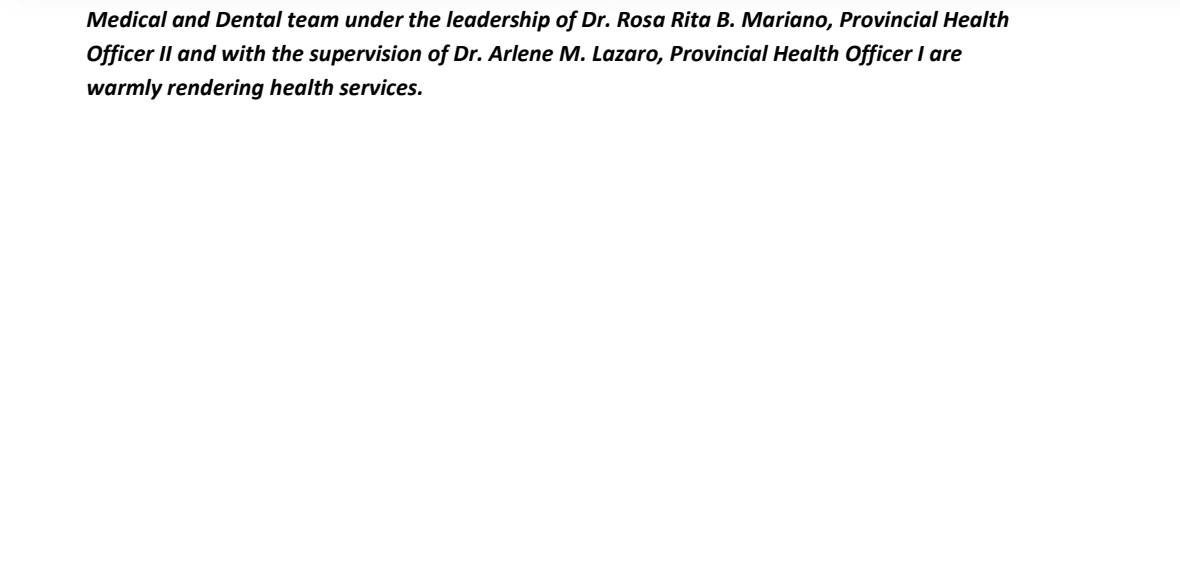 Medical and Dental team under the leadership of Dr. Rosa Rita B. Mariano, Provincial Health
Officer II and with the supervision of Dr. Arlene M. Lazaro, Provincial Health Officer I are
warmly rendering health services.